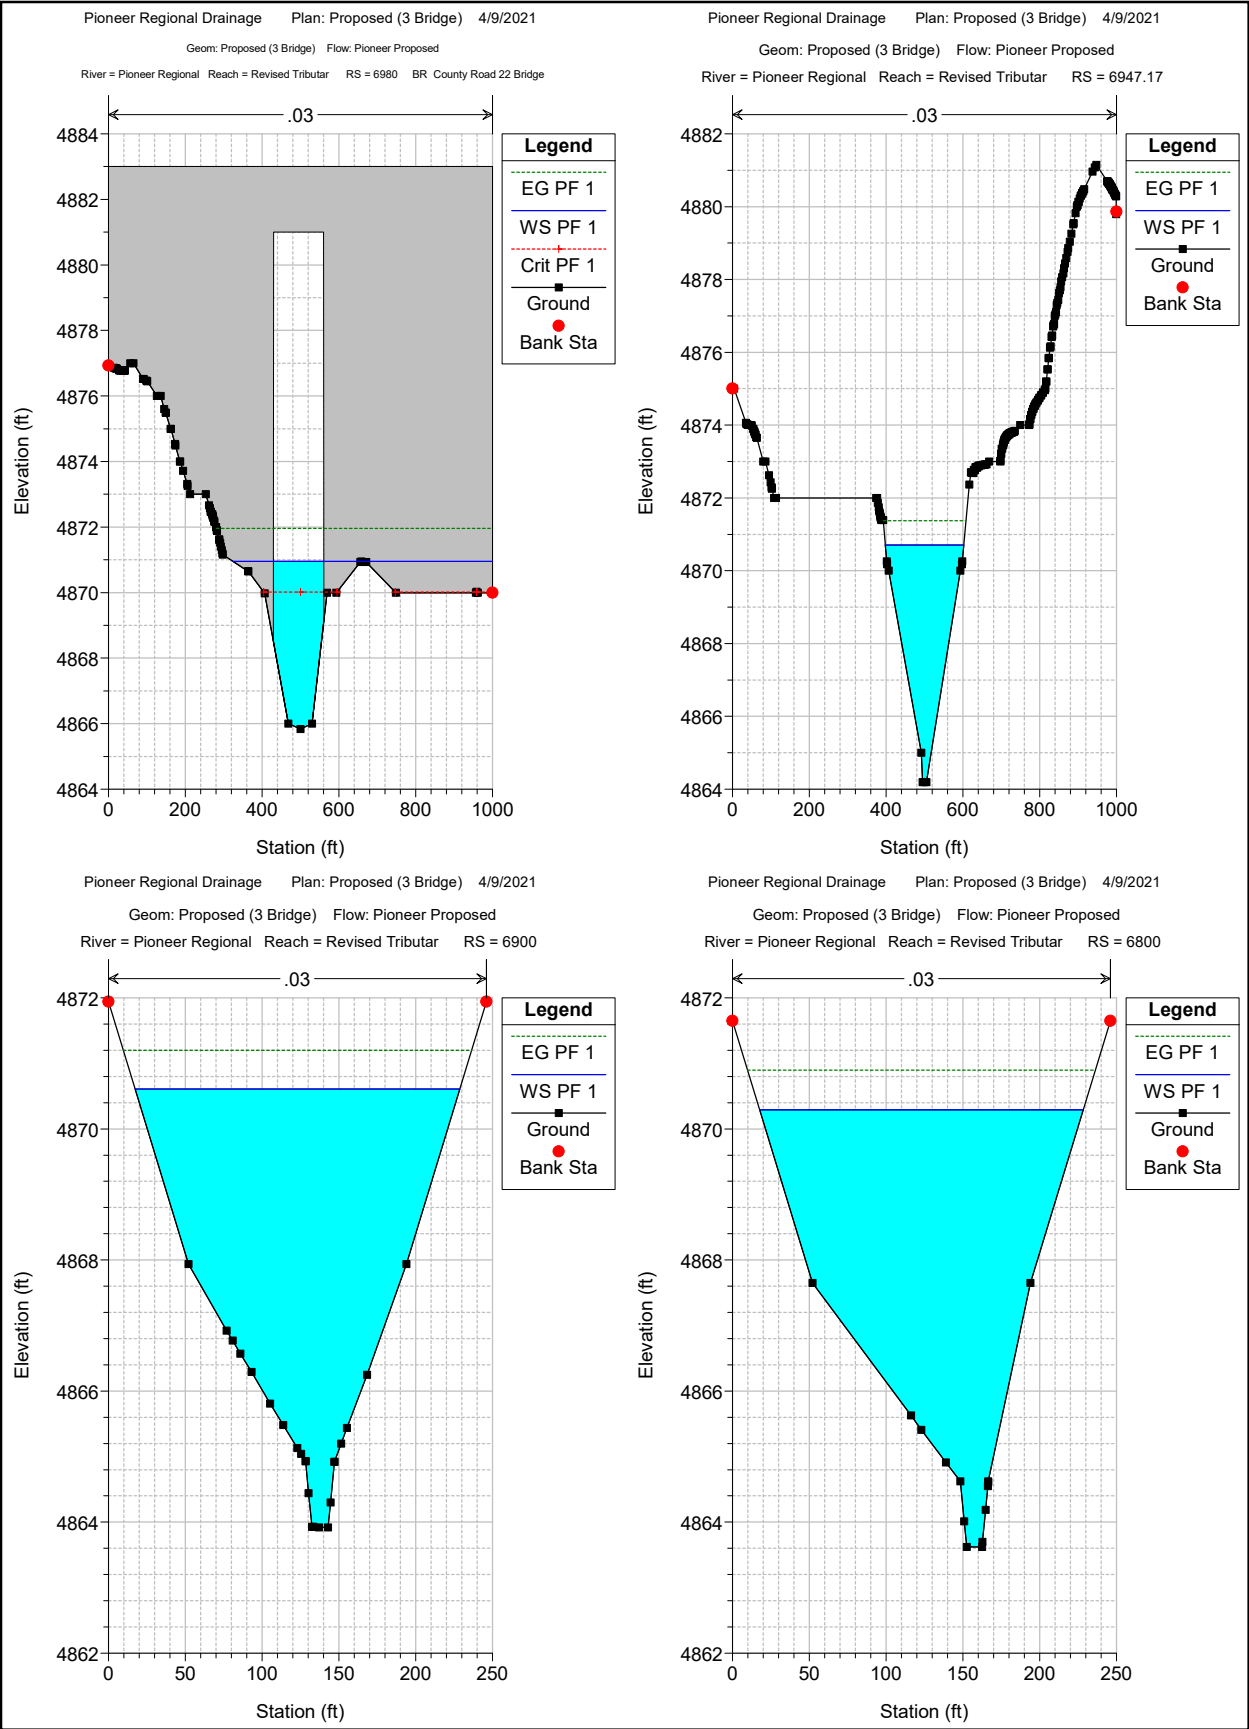 Pioneer Regional Drainage Plan: Proposed (3 Bridge) 4/9/2021
Geom: Proposed (3 Bridge) Flow: Pioneer Proposed
River = Pioneer Regional Reach = Revised Tributar RS = 6980 BR County Road 22 Bridge
.03
4884
4882
4880
4878
4876
4874
4872
4870
4868
4866
4864
0 200 400 600 800 1000
Station (ft)
Elevation (ft)
Legend
EG PF 1
WS PF 1
Crit PF 1
Ground
Bank Sta
Pioneer Regional Drainage Plan: Proposed (3 Bridge) 4/9/2021
Geom: Proposed (3 Bridge) Flow: Pioneer Proposed
River = Pioneer Regional Reach = Revised Tributar RS = 6947.17
.03
4882
4880
4878
4876
4874
4872
4870
4868
4866
4864
0 200 400 600 800 1000
Station (ft)
Elevation (ft)
Legend
EG PF 1
WS PF 1
Ground
Bank Sta
Pioneer Regional Drainage Plan: Proposed (3 Bridge) 4/9/2021
Geom: Proposed (3 Bridge) Flow: Pioneer Proposed
River = Pioneer Regional Reach = Revised Tributar RS = 6900
.03
4872
4870
4868
4866
4864
4862
0 50 100 150 200 250
Station (ft)
Elevation (ft)
Legend
EG PF 1
WS PF 1
Ground
Bank Sta
Pioneer Regional Drainage Plan: Proposed (3 Bridge) 4/9/2021
Geom: Proposed (3 Bridge) Flow: Pioneer Proposed
River = Pioneer Regional Reach = Revised Tributar RS = 6800
.03
4872
4870
4868
4866
4864
4862
0 50 100 150 200 250
Station (ft)
Elevation (ft)
Legend
EG PF 1
WS PF 1
Ground
Bank Sta